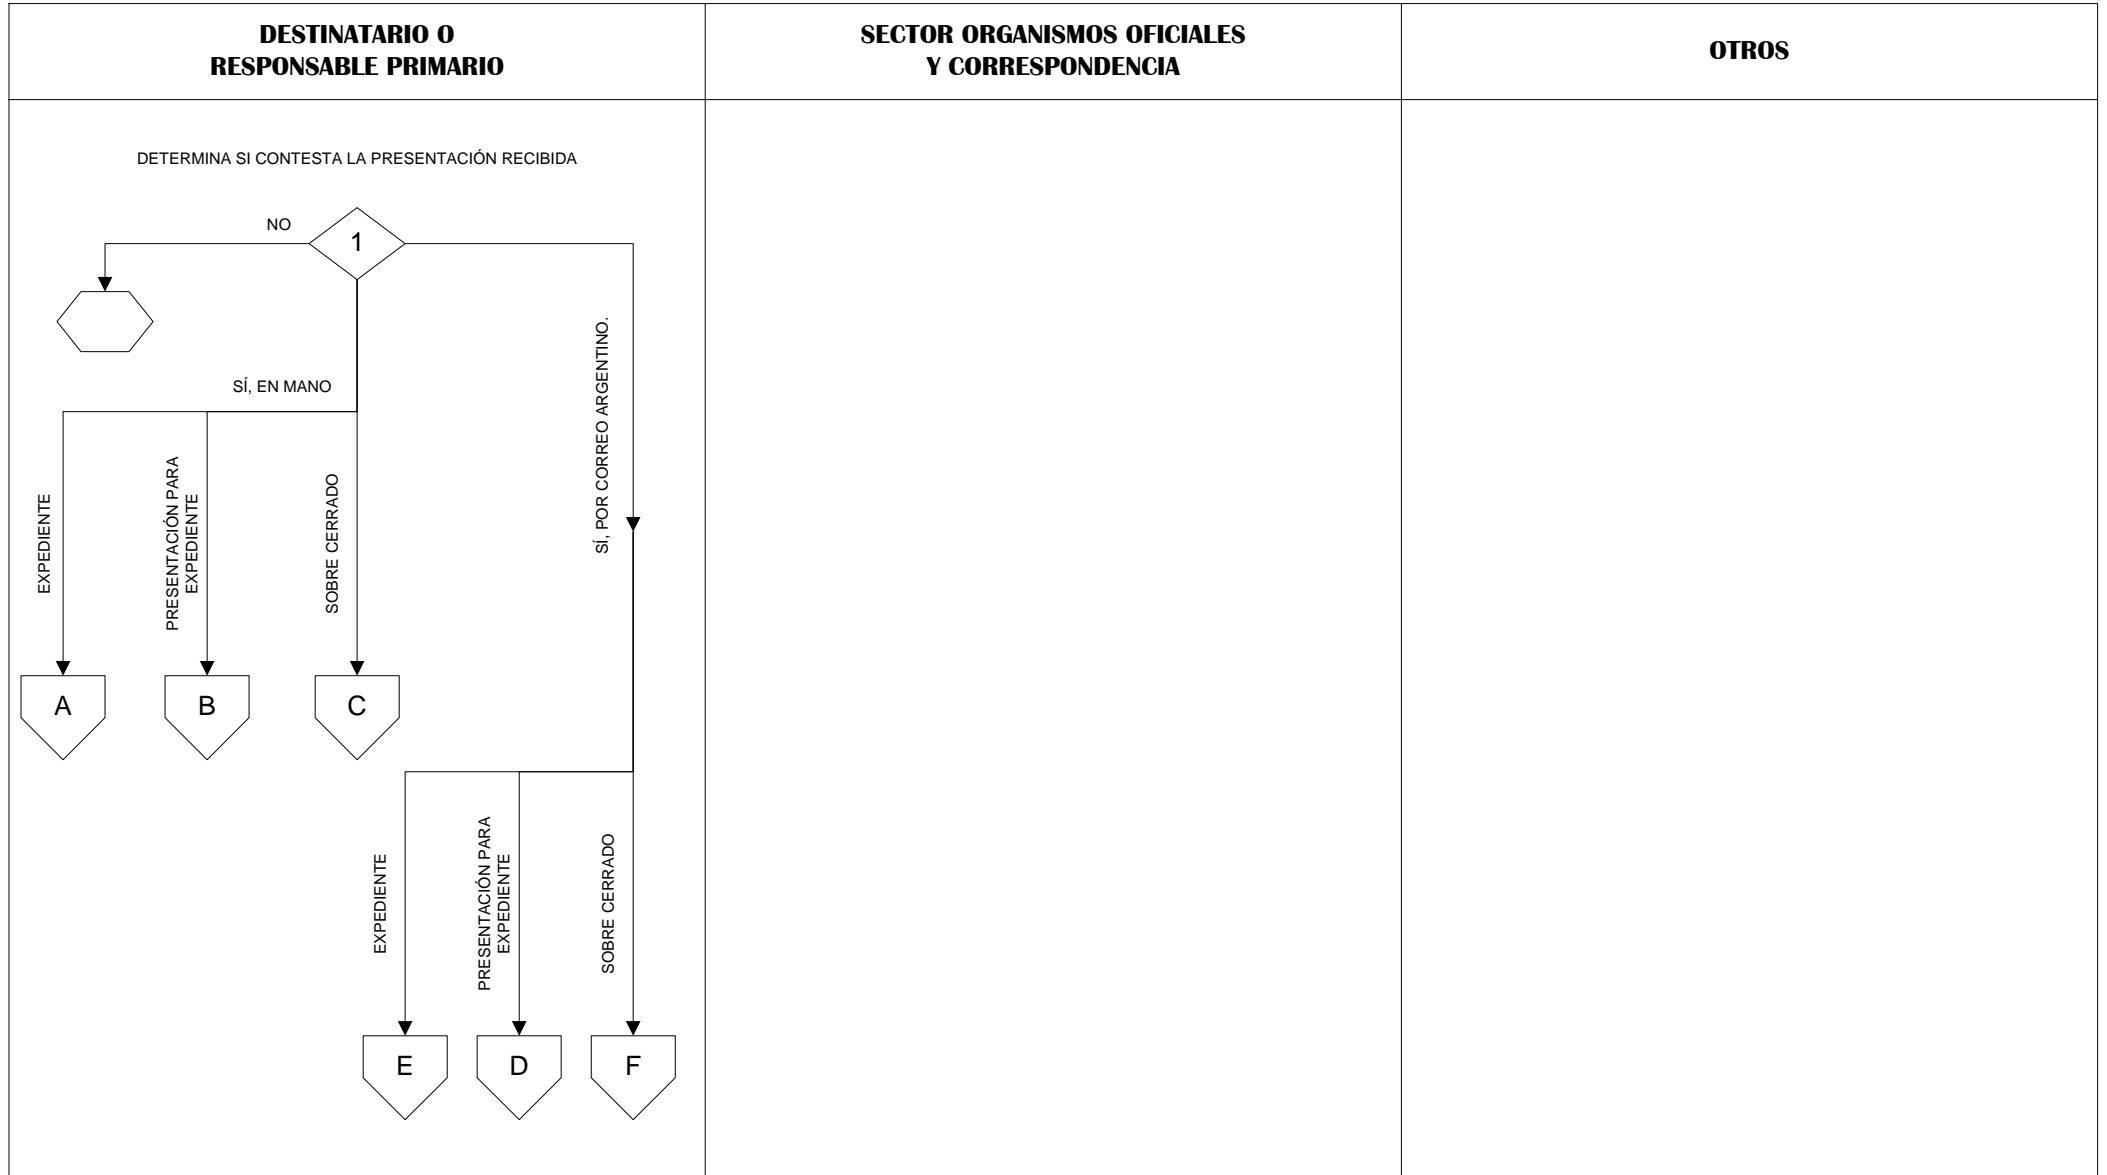 DESTINATARIO O
RESPONSABLE PRIMARIO
SECTOR ORGANISMOS OFICIALES
Y CORRESPONDENCIA
OTROS
DETERMINA SI CONTESTA LA PRESENTACIÓN RECIBIDA
NO
1
SÍ, EN MANO
SÍ, POR CORREO ARGENTINO.
EXPEDIENTE
PRESENTACIÓN PARA
EXPEDIENTE
SOBRE CERRADO
A
B
C
EXPEDIENTE
PRESENTACIÓN PARA
EXPEDIENTE
SOBRE CERRADO
E
D
F